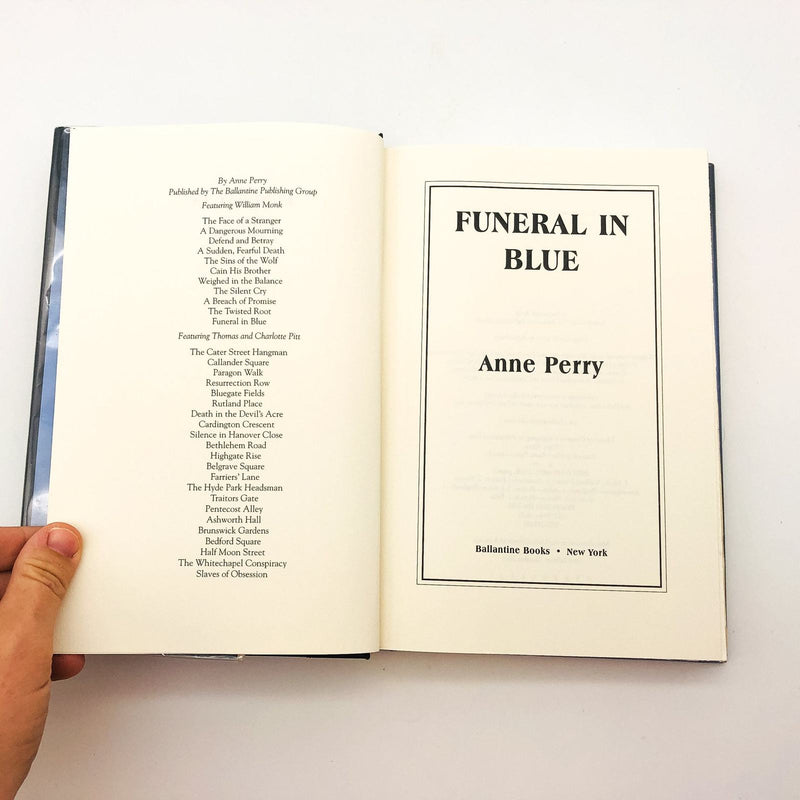 By Anne Perry
Published by The Ballantine Publishing Group
Featuring William Monk
The Face of a Stranger
A Dangerous Mourning
Defend and Betray
A Sudden, Fearful Death
The Sins of the Wolf
Cain His Brother
Weighed in the Balance
The Silent Cry
A Breach of Promise
The Twisted Root
Funeral in Blue
Featuring Thomas and Charlotte Pitt
The Cater Street Hangman
Callander Square
Paragon Walk
Resurrection Row
Bluegate Fields
Rutland Place
Death in the Devil's Acre
Cardington Crescent
Silence in Hanover Close
Bethlehem Road
Highgate Rise
Belgrave Square
Farriers' Lane
The Hyde Park Headsman
Traitors Gate
Pentecost Alley
Ashworth Hall
Brunswick Gardens
Bedford Square
Half Moon Street
The Whitechapel Conspiracy
Slaves of Obsession
FUNERAL IN
BLUE
Anne Perry
Ballantine Books • New York